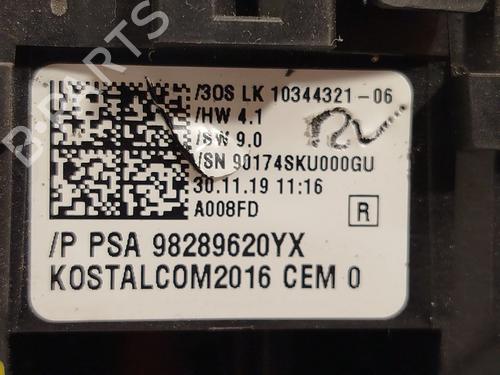 /3OS LK 10344321-06
/HW 4.1
/SW 9.0
/SN 90174SKU000GU
30.11.19 11:16
A008FD
R
/P PSA 98289620YX
KOSTALCOM2016 CEM 0
B-PARTS